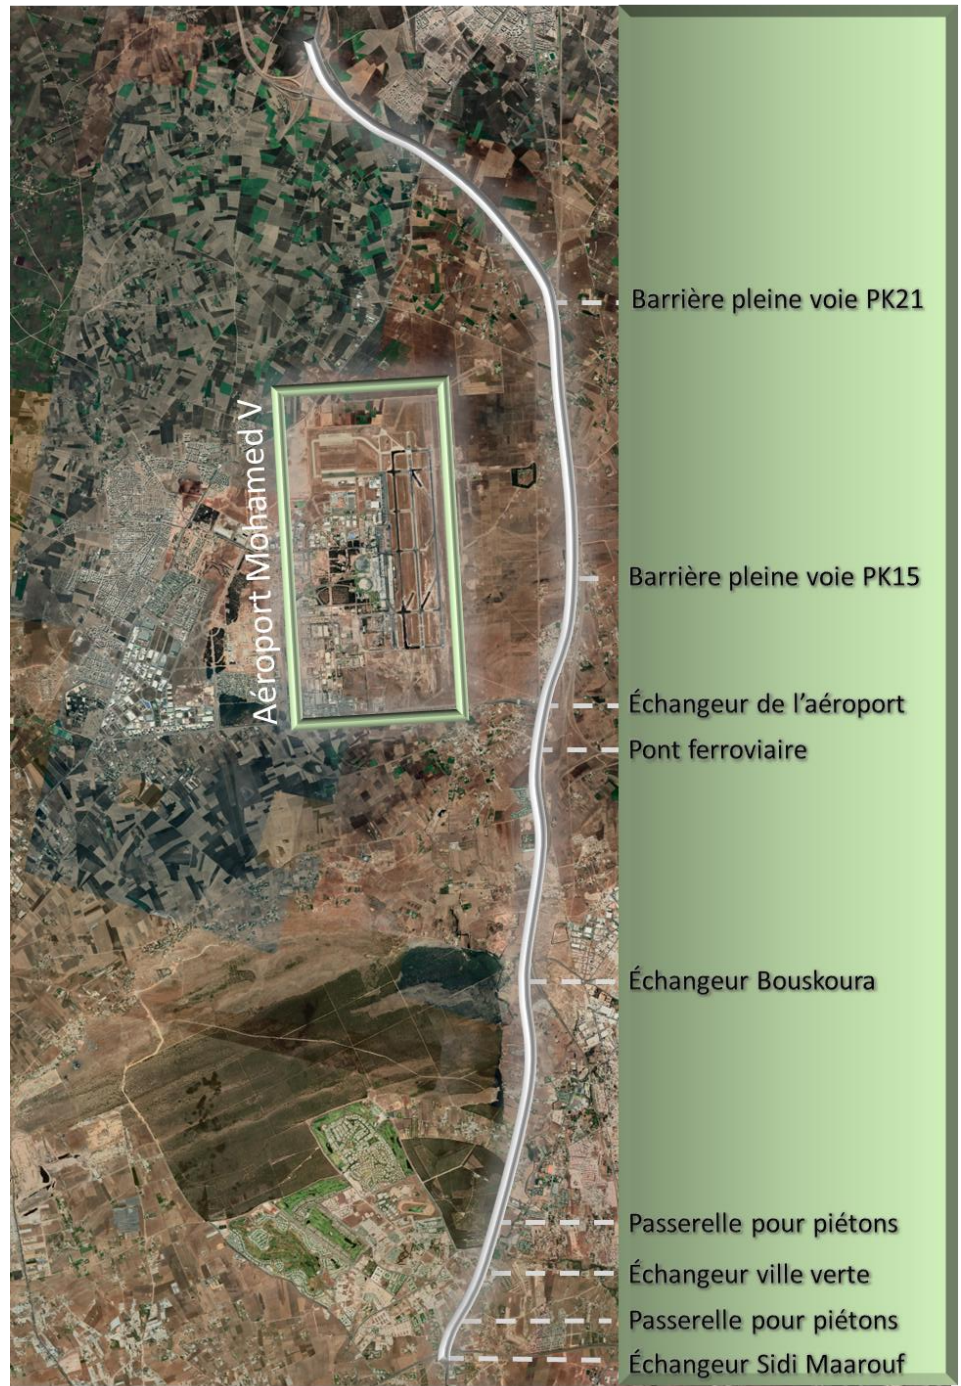 Barrière pleine voie PK21
Aéroport Mohamed V
Barrière pleine voie PK15
Échangeur de l’aéroport
Pont ferroviaire
Échangeur Bouskoura
Passerelle pour piétons
Échangeur ville verte
Passerelle pour piétons
Échangeur Sidi Maarouf